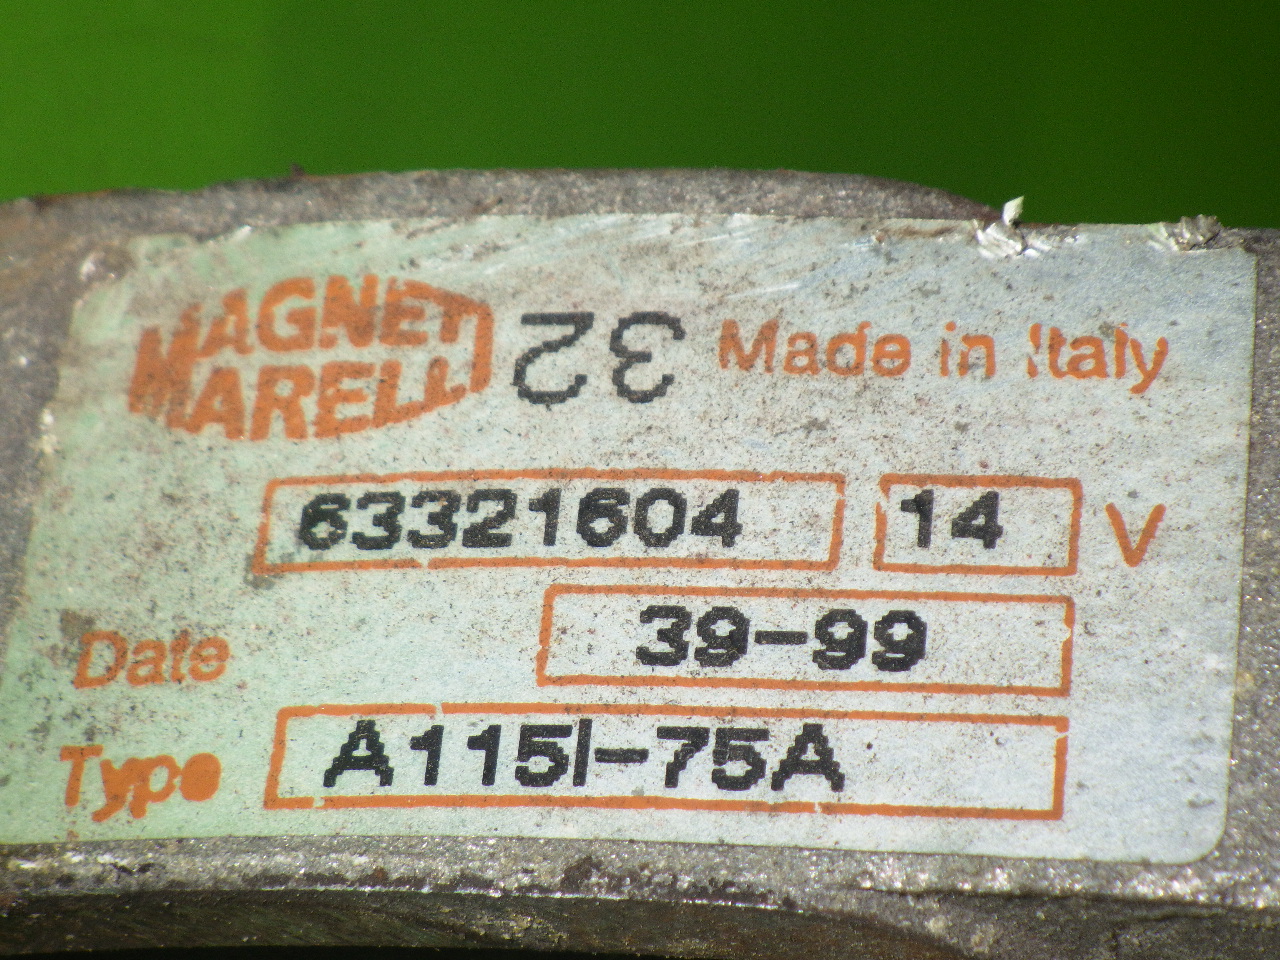 MAGNETI
MARELLI
32
Made in Italy
63321604 14 V
Date 39-99
Type A115I-75A